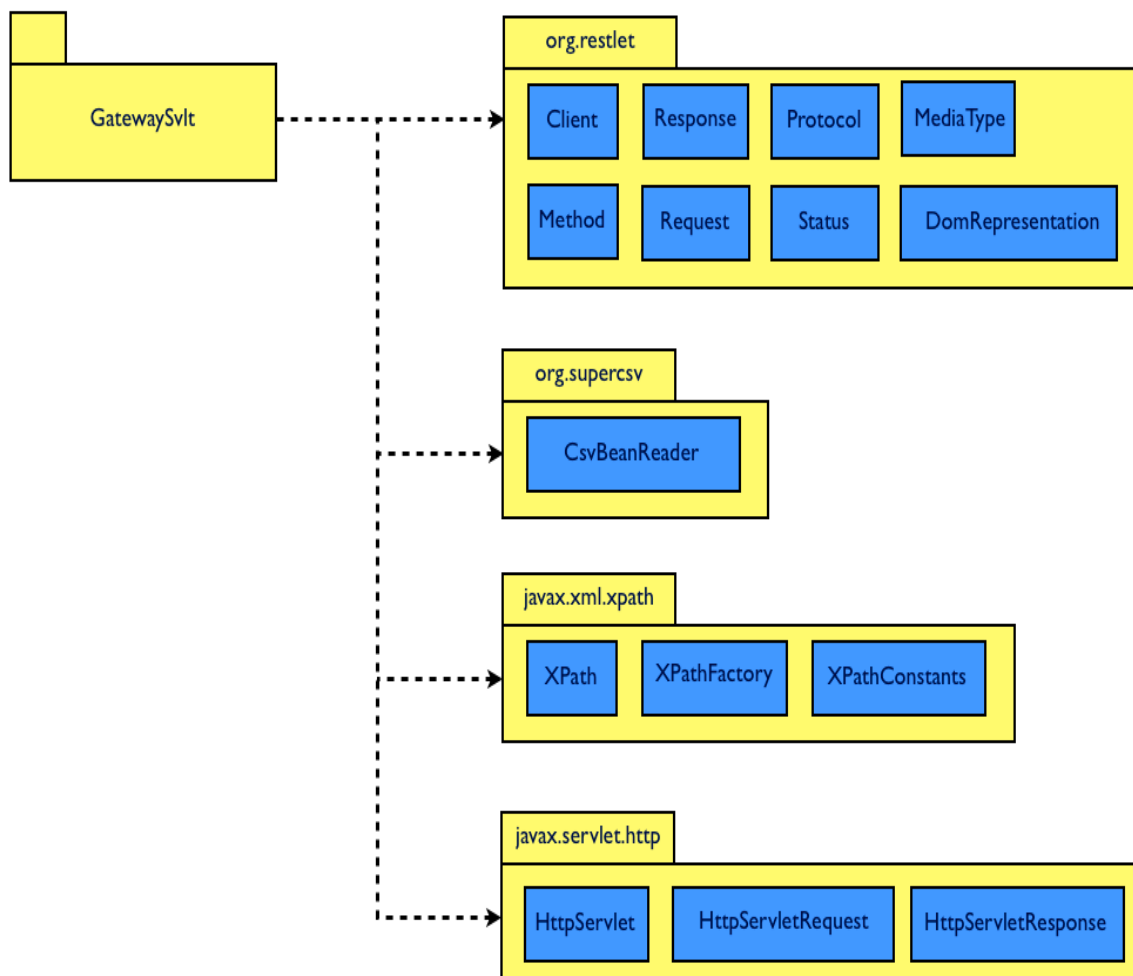 GatewaySvlt
org.restlet
Client
Response
Protocol
MediaType
Method
Request
Status
DomRepresentation
org.supercsv
CsvBeanReader
javax.xml.xpath
XPath
XPathFactory
XPathConstants
javax.servlet.http
HttpServlet
HttpServletRequest
HttpServletResponse